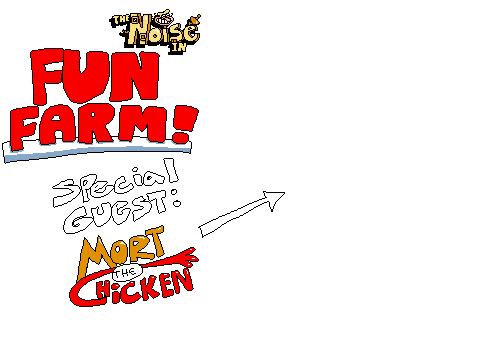 THE NOiSE IN
FUN
FARM!
SPeciaL
GUEST:
MORT
THE
CHiCKEN